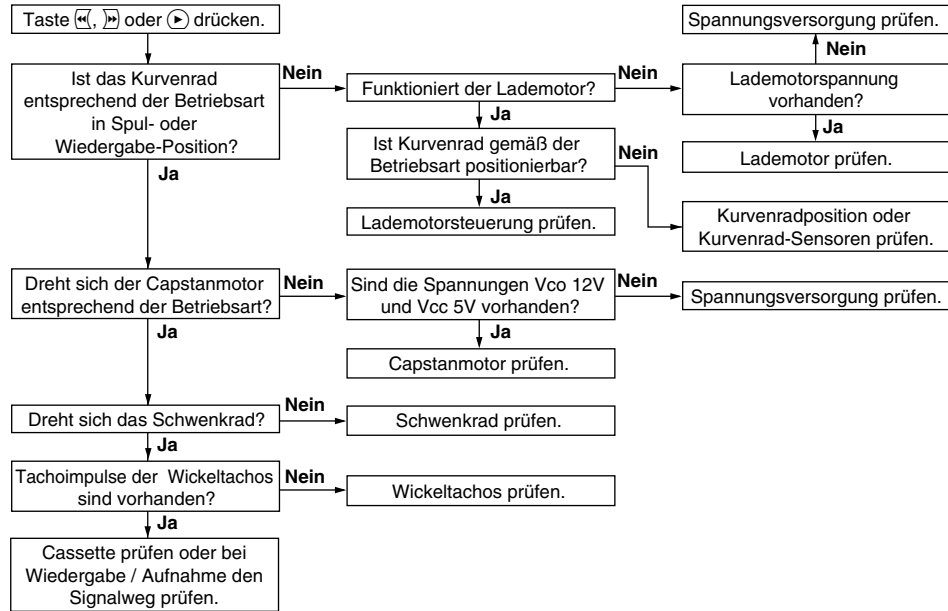 Taste ⏪, ⏩ oder ▶ drücken.
Spannungsversorgung prüfen.
Nein
Ist das Kurvenrad
entsprechend der Betriebsart
in Spul- oder
Wiedergabe-Position?
Nein
Funktioniert der Lademotor?
Nein
Lademotorspannung
vorhanden?
Ja
Ja
Lademotor prüfen.
Ist Kurvenrad gemäß der
Betriebsart positionierbar?
Nein
Ja
Ja
Lademotorsteuerung prüfen.
Kurvenradposition oder
Kurvenrad-Sensoren prüfen.
Dreht sich der Capstanmotor
entsprechend der Betriebsart?
Nein
Sind die Spannungen Vco 12V
und Vcc 5V vorhanden?
Nein
Spannungsversorgung prüfen.
Ja
Ja
Capstanmotor prüfen.
Dreht sich das Schwenkrad?
Nein
Schwenkrad prüfen.
Ja
Tachoimpulse der Wickeltachos
sind vorhanden?
Nein
Wickeltachos prüfen.
Ja
Cassette prüfen oder bei
Wiedergabe / Aufnahme den
Signalweg prüfen.